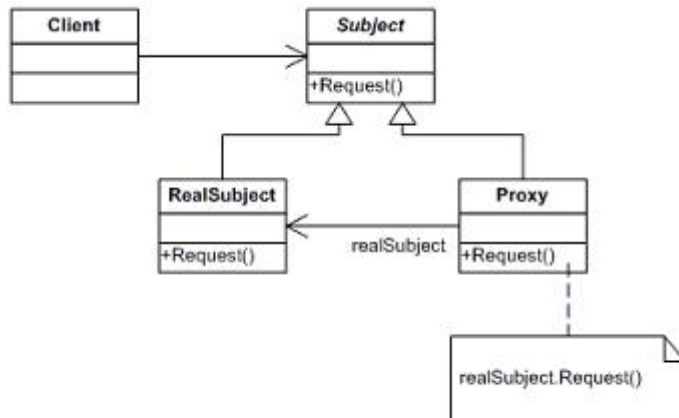 Client
Subject
+Request()
RealSubject
+Request()
Proxy
+Request()
realSubject
realSubject.Request()